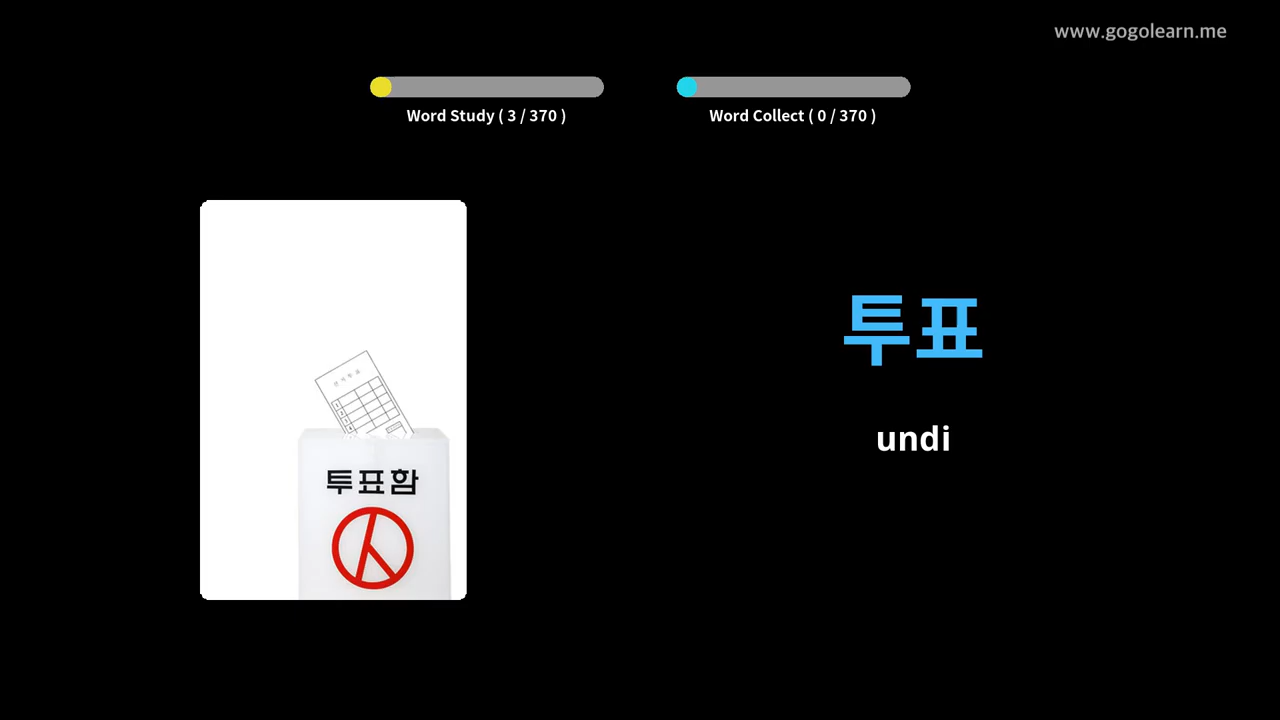 www.gogolearn.me
Word Study ( 3 / 370 )
Word Collect ( 0 / 370 )
투표
undi
투표함